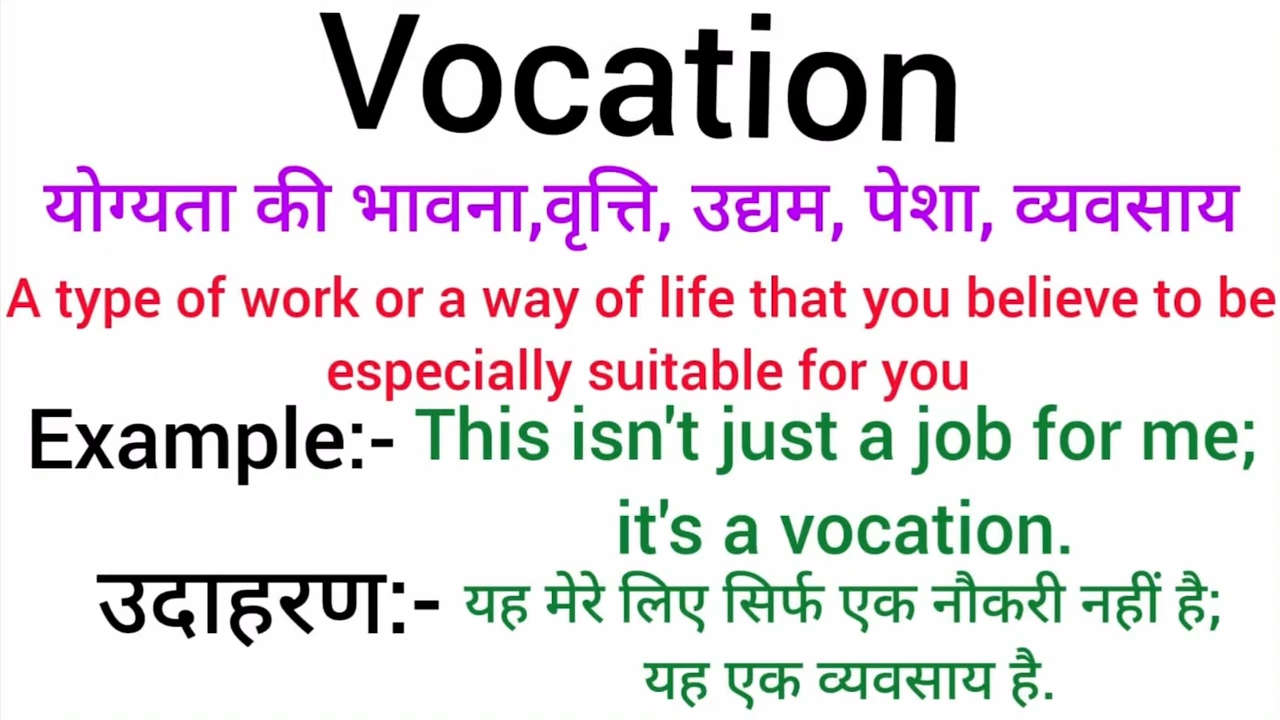 Vocation
योग्यता की भावना,वृत्ति, उद्यम, पेशा, व्यवसाय
A type of work or a way of life that you believe to be
especially suitable for you
Example:- This isn't just a job for me;
it's a vocation.
उदाहरण:- यह मेरे लिए सिर्फ एक नौकरी नहीं है;
यह एक व्यवसाय है.